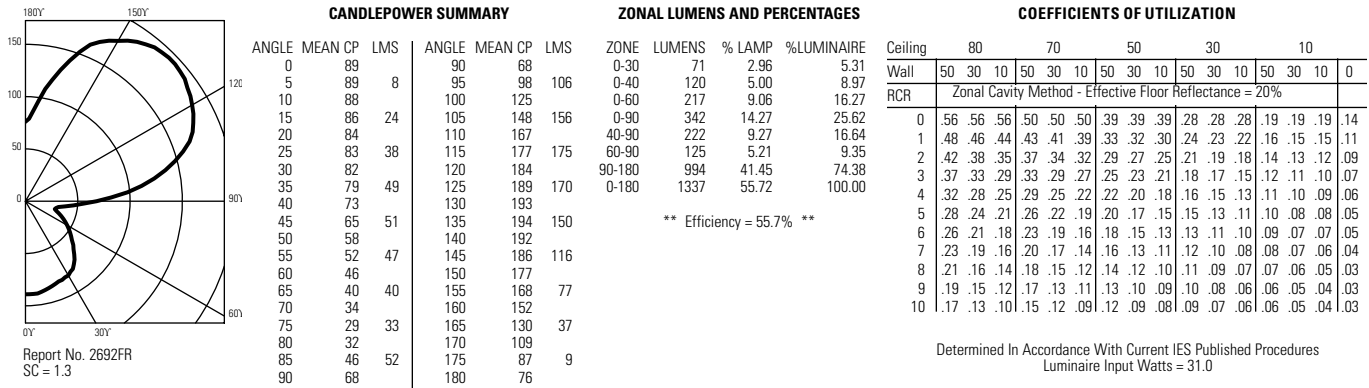 180Y 150Y
150
120
100
50
0
90Y
60Y
0Y 30Y
Report No. 2692FR
SC = 1.3
CANDLEPOWER SUMMARY
ANGLE MEAN CP LMS ANGLE MEAN CP LMS
0 89 90 68
5 89 8 95 98 106
10 88 100 125
15 86 24 105 148 156
20 84 110 167
25 83 38 115 177 175
30 82 120 184
35 79 49 125 189 170
40 73 130 193
45 65 51 135 194 150
50 58 140 192
55 52 47 145 186 116
60 46 150 177
65 40 40 155 168 77
70 34 160 152
75 29 33 165 130 37
80 32 170 109
85 46 52 175 87 9
90 68 180 76
ZONAL LUMENS AND PERCENTAGES
ZONE LUMENS % LAMP %LUMINAIRE
0-30 71 2.96 5.31
0-40 120 5.00 8.97
0-60 217 9.06 16.27
0-90 342 14.27 25.62
40-90 222 9.27 16.64
60-90 125 5.21 9.35
90-180 994 41.45 74.38
0-180 1337 55.72 100.00
** Efficiency = 55.7% **
COEFFICIENTS OF UTILIZATION
Ceiling 80 70 50 30 10
Wall 50 30 10 50 30 10 50 30 10 50 30 10 50 30 10 0
RCR Zonal Cavity Method - Effective Floor Reflectance = 20%
0 .56 .56 .56 .50 .50 .50 .39 .39 .39 .28 .28 .28 .19 .19 .19 .14
1 .48 .46 .44 .43 .41 .39 .33 .32 .30 .24 .23 .22 .16 .15 .15 .11
2 .42 .38 .35 .37 .34 .32 .29 .27 .25 .21 .19 .18 .14 .13 .12 .09
3 .37 .33 .29 .33 .29 .27 .25 .23 .21 .18 .17 .15 .12 .11 .10 .07
4 .32 .28 .25 .29 .25 .22 .22 .20 .18 .16 .15 .13 .11 .10 .09 .06
5 .28 .24 .21 .26 .22 .19 .20 .17 .15 .15 .13 .11 .10 .08 .08 .05
6 .26 .21 .18 .23 .19 .16 .18 .15 .13 .13 .11 .10 .09 .07 .07 .05
7 .23 .19 .16 .20 .17 .14 .16 .13 .11 .12 .10 .08 .08 .07 .06 .04
8 .21 .16 .14 .18 .15 .12 .14 .12 .10 .11 .09 .07 .07 .06 .05 .03
9 .19 .15 .12 .17 .13 .11 .13 .10 .09 .10 .08 .06 .06 .05 .04 .03
10 .17 .13 .10 .15 .12 .09 .12 .09 .08 .09 .07 .06 .06 .05 .04 .03
Determined In Accordance With Current IES Published Procedures
Luminaire Input Watts = 31.0